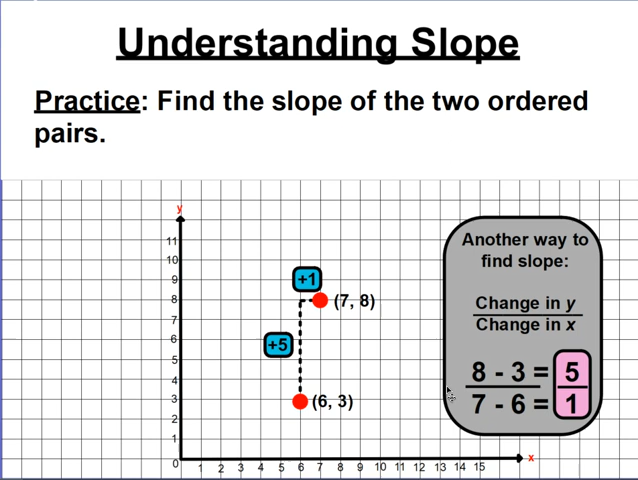 Understanding Slope
Practice: Find the slope of the two ordered
pairs.
y
11
10
9
8
7
6
5
4
3
2
1
0
1 2 3 4 5 6 7 8 9 10 11 12 13 14 15
x
+1
(7, 8)
+5
(6, 3)
Another way to
find slope:
Change in y
Change in x
8 - 3 = 5
7 - 6 = 1